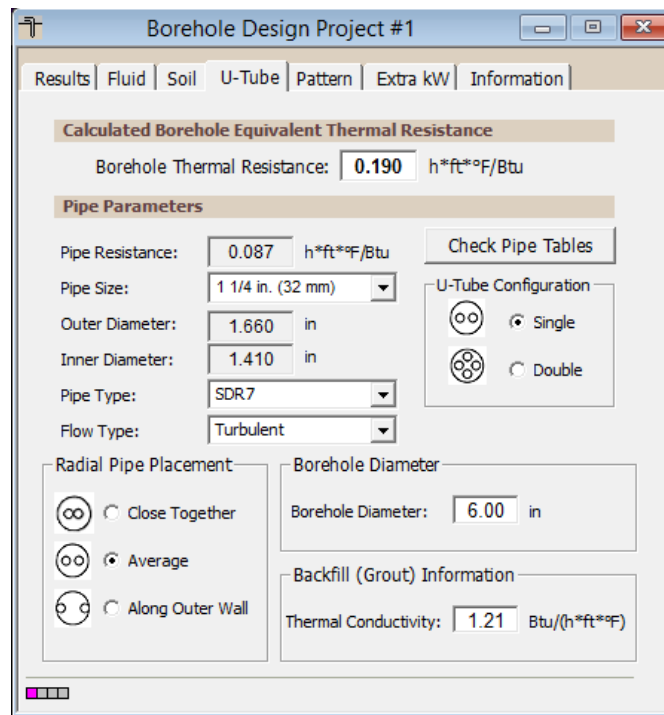 Borehole Design Project #1
Results Fluid Soil U-Tube Pattern Extra kW Information
Calculated Borehole Equivalent Thermal Resistance
Borehole Thermal Resistance: 0.190 h*ft*ºF/Btu
Pipe Parameters
Pipe Resistance: 0.087 h*ft*ºF/Btu
Check Pipe Tables
Pipe Size: 1 1/4 in. (32 mm)
Outer Diameter: 1.660 in
Inner Diameter: 1.410 in
Pipe Type: SDR7
Flow Type: Turbulent
U-Tube Configuration
Single
Double
Radial Pipe Placement
Close Together
Average
Along Outer Wall
Borehole Diameter
Borehole Diameter: 6.00 in
Backfill (Grout) Information
Thermal Conductivity: 1.21 Btu/(h*ft*ºF)